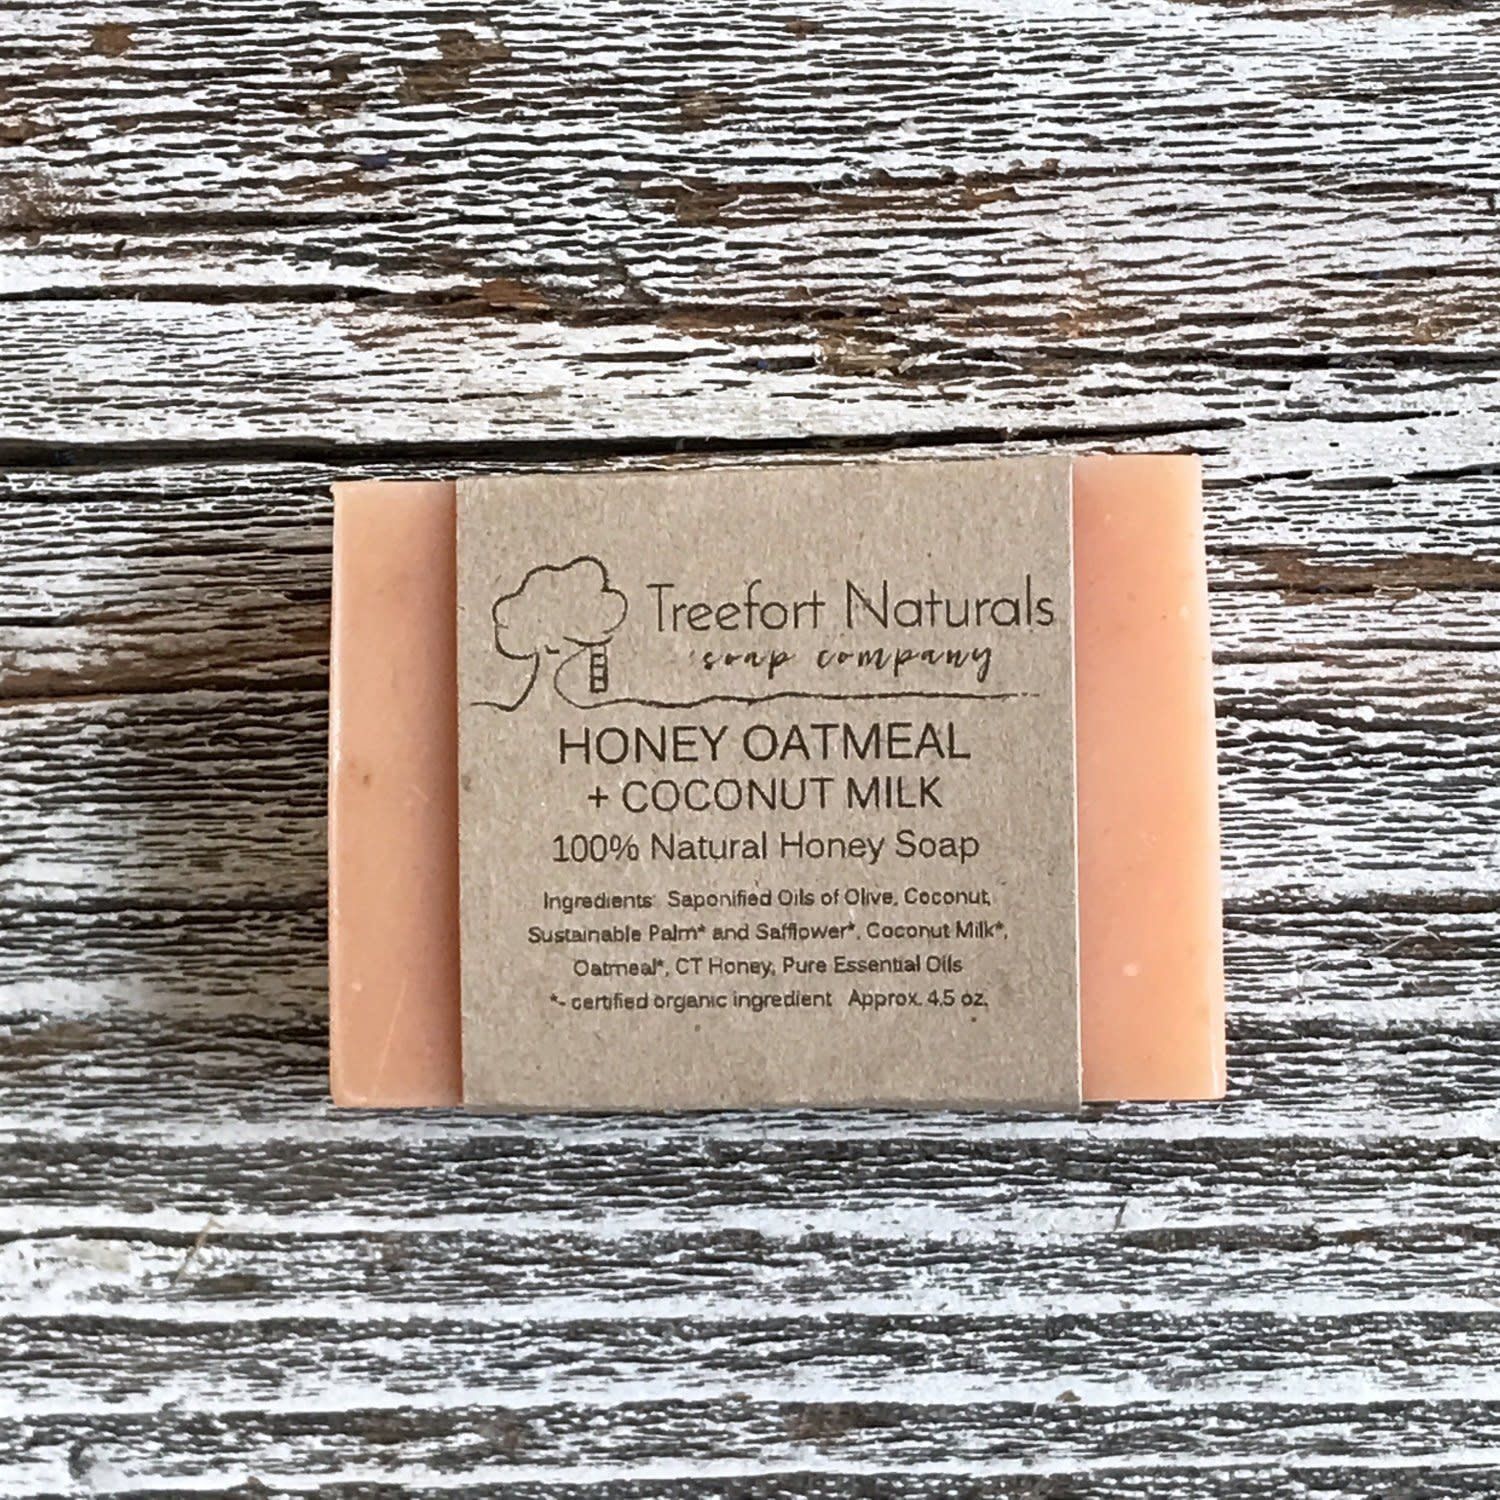 Treefort Naturals
soap company
HONEY OATMEAL
+ COCONUT MILK
100% Natural Honey Soap
Ingredients: Saponified Oils of Olive, Coconut,
Sustainable Palm* and Safflower*, Coconut Milk*,
Oatmeal*, CT Honey, Pure Essential Oils
*- certified organic ingredient Approx. 4.5 oz.